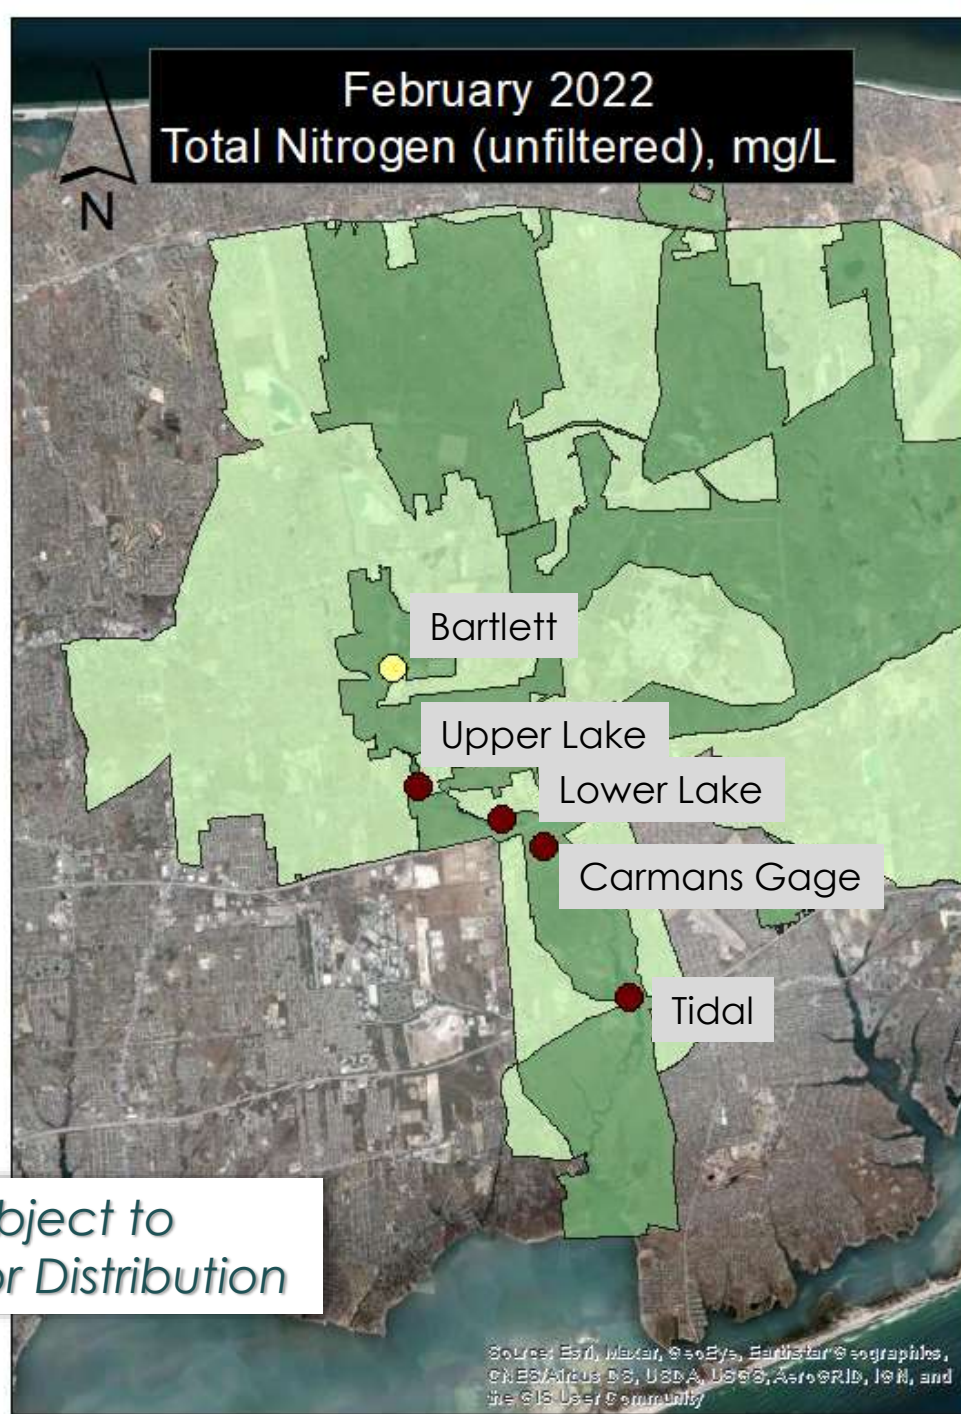 February 2022
Total Nitrogen (unfiltered), mg/L
N
Bartlett
Upper Lake
Lower Lake
Carmans Gage
Tidal
bject to
or Distribution
Source: Esri, Maxar, GeoEye, Earthstar Geographics,
CNES/Airbus DS, USDA, USGS, AeroGRID, IGN, and
the GIS User Community